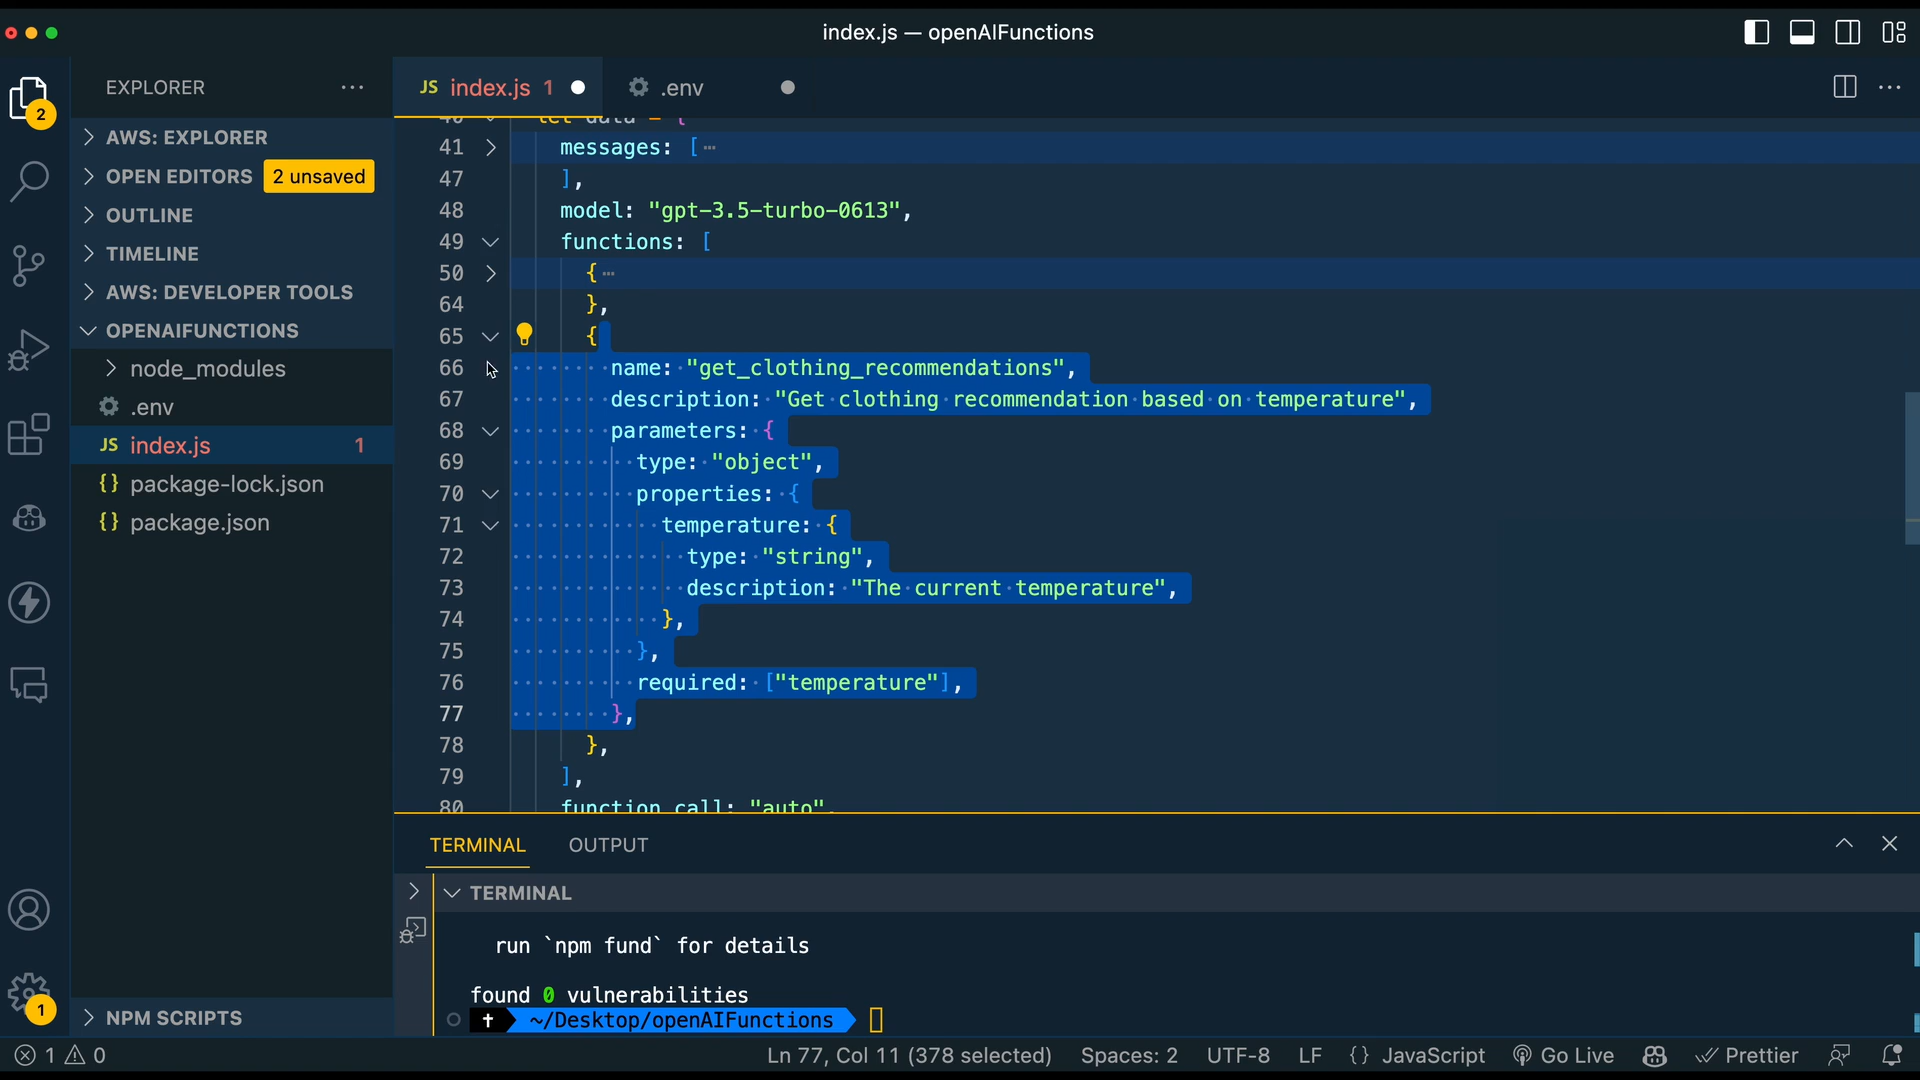 index.js — openAIFunctions
EXPLORER
2
AWS: EXPLORER
OPEN EDITORS 2 unsaved
OUTLINE
TIMELINE
AWS: DEVELOPER TOOLS
OPENAIFUNCTIONS
node_modules
.env
JS index.js 1
{} package-lock.json
{} package.json
NPM SCRIPTS
1
JS index.js 1
.env
40 let data = {
41 messages: [
47 ],
48 model: "gpt-3.5-turbo-0613",
49 functions: [
50 {
64 },
65 {
66 name: "get_clothing_recommendations",
67 description: "Get clothing recommendation based on temperature",
68 parameters: {
69 type: "object",
70 properties: {
71 temperature: {
72 type: "string",
73 description: "The current temperature",
74 },
75 },
76 required: ["temperature"],
77 },
78 },
79 ],
80 function_call: "auto",
TERMINAL OUTPUT
TERMINAL
run `npm fund` for details
found 0 vulnerabilities
~/Desktop/openAIFunctions
1 0
Ln 77, Col 11 (378 selected) Spaces: 2 UTF-8 LF {} JavaScript Go Live Prettier